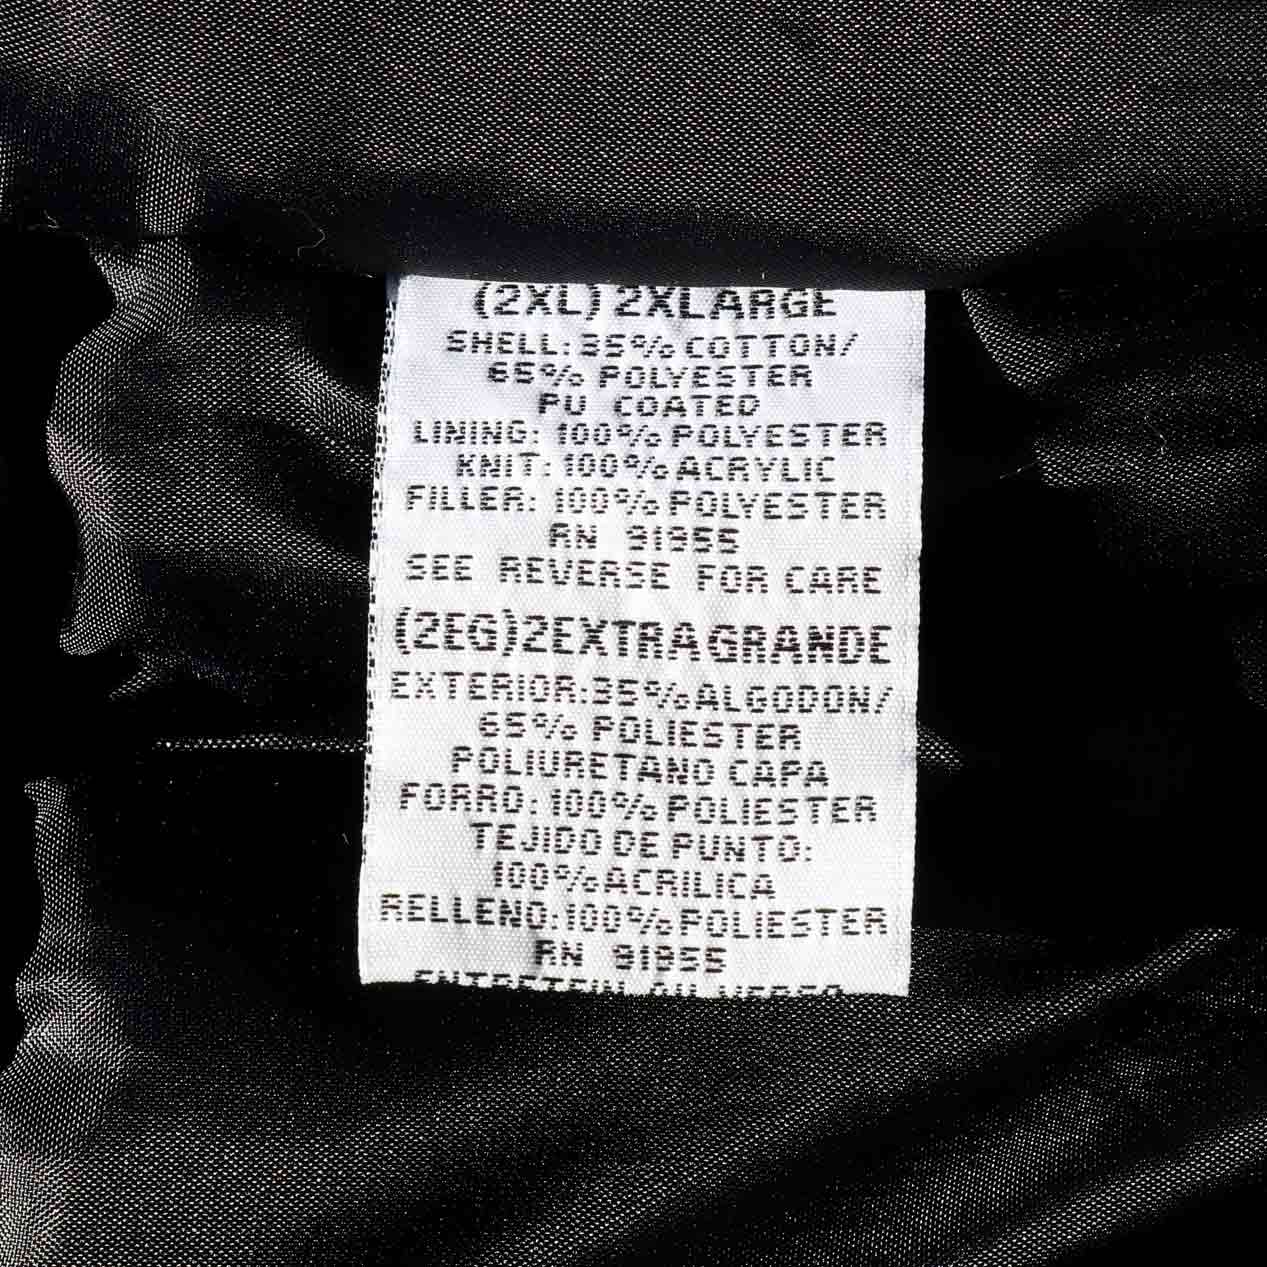 (2XL) 2XLARGE
SHELL: 35% COTTON/
65% POLYESTER
PU COATED
LINING: 100% POLYESTER
KNIT: 100% ACRYLIC
FILLER: 100% POLYESTER
RN 91955
SEE REVERSE FOR CARE
(2EG) 2EXTRA GRANDE
EXTERIOR: 35% ALGODON/
65% POLIESTER
POLIURETANO CAPA
FORRO: 100% POLIESTER
TEJIDO DE PUNTO:
100% ACRILICA
RELLENO: 100% POLIESTER
RN 91955